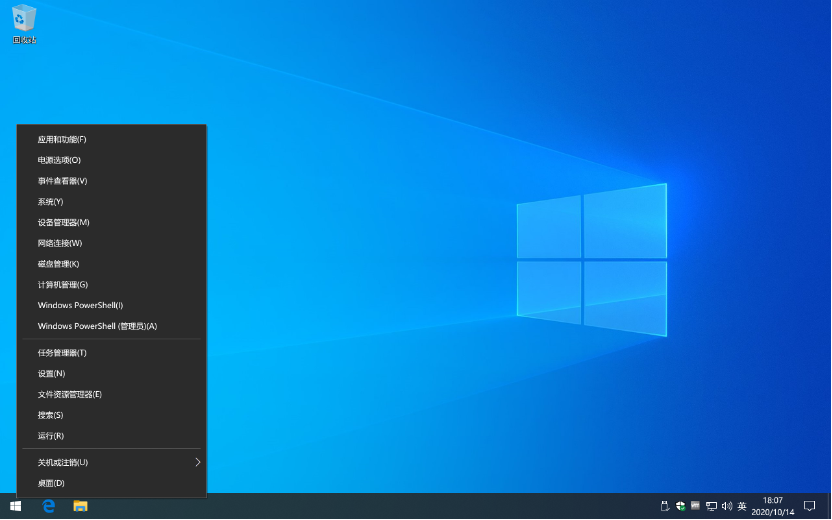 回收站
应用和功能(F)
电源选项(O)
事件查看器(V)
系统(Y)
设备管理器(M)
网络连接(W)
磁盘管理(K)
计算机管理(G)
Windows PowerShell(I)
Windows PowerShell (管理员)(A)
任务管理器(T)
设置(N)
文件资源管理器(E)
搜索(S)
运行(R)
关机或注销(U)
桌面(D)
英
18:07
2020/10/14